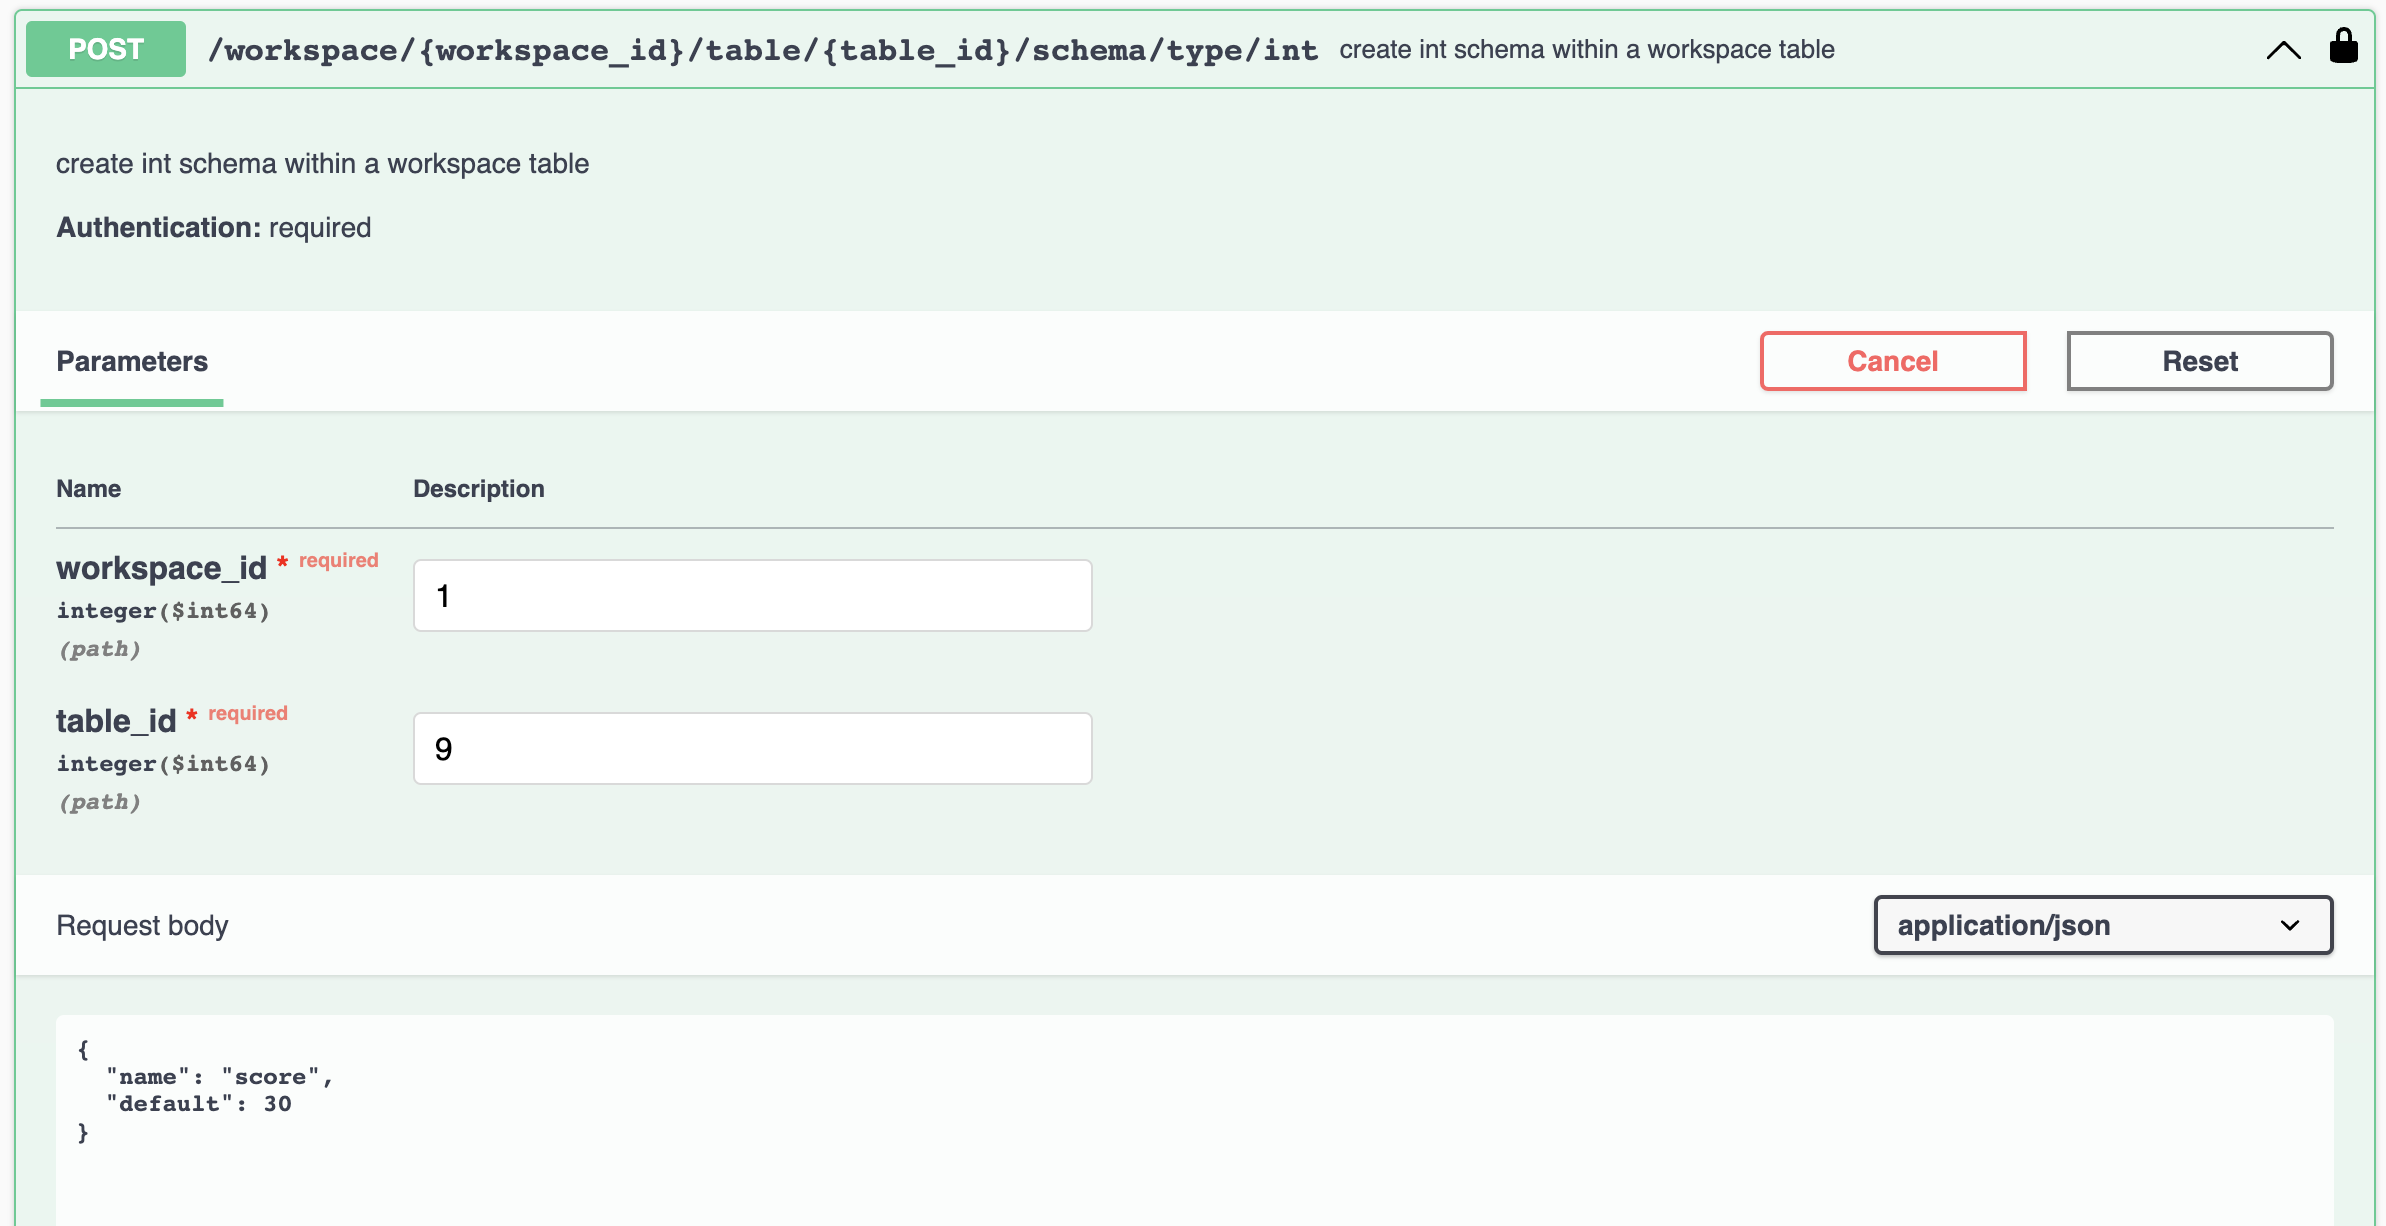 POST /workspace/{workspace_id}/table/{table_id}/schema/type/int create int schema within a workspace table
create int schema within a workspace table
Authentication: required
Parameters Cancel Reset
Name Description
workspace_id * required
integer($int64)
(path)
1
table_id * required
integer($int64)
(path)
9
Request body application/json
{
  "name": "score",
  "default": 30
}